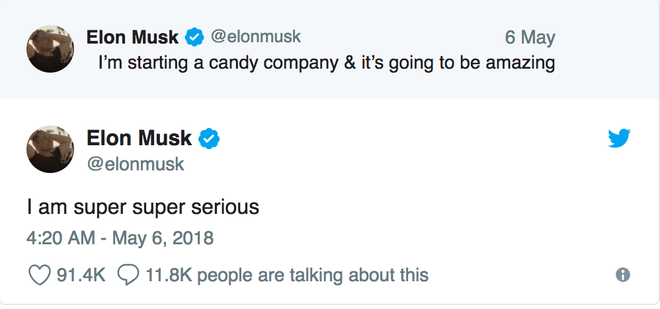 Elon Musk @elonmusk 6 May
I’m starting a candy company & it’s going to be amazing
Elon Musk
@elonmusk
I am super super serious
4:20 AM - May 6, 2018
91.4K 11.8K people are talking about this